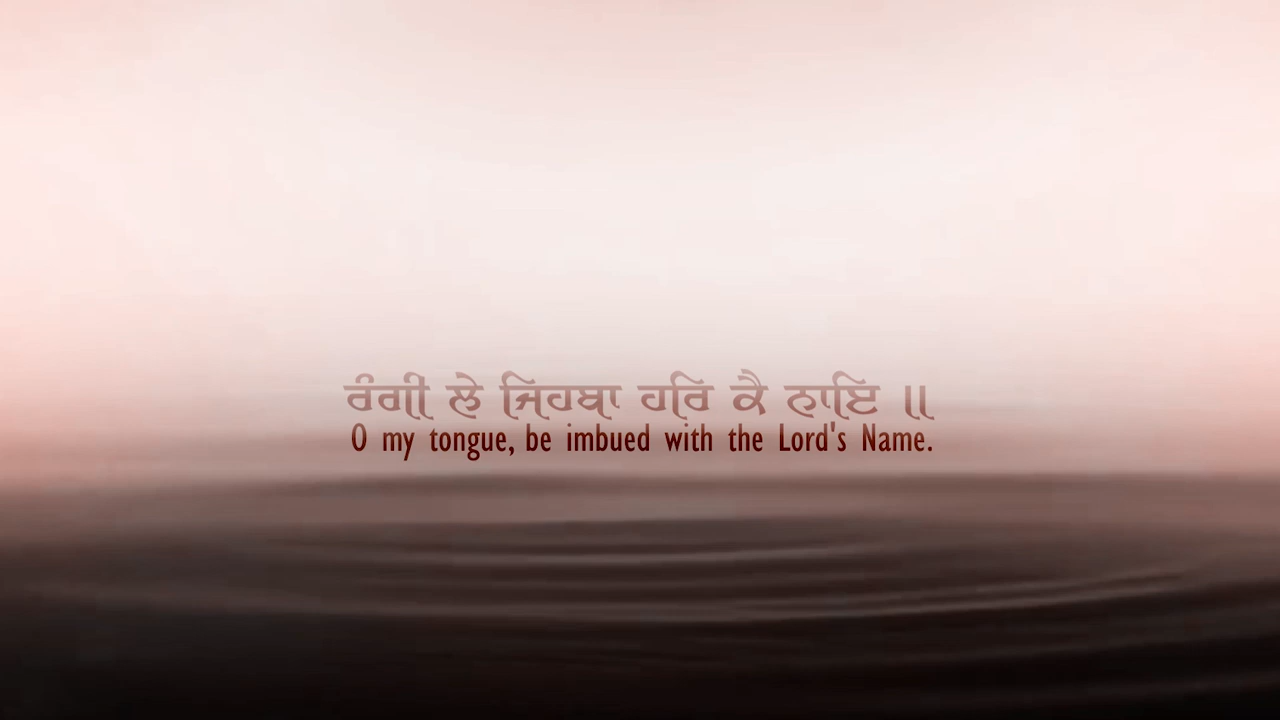 ਰੰਗੀ ਲੇ ਜਿਹਬਾ ਹਰਿ ਕੈ ਨਾਇ ॥
O my tongue, be imbued with the Lord's Name.